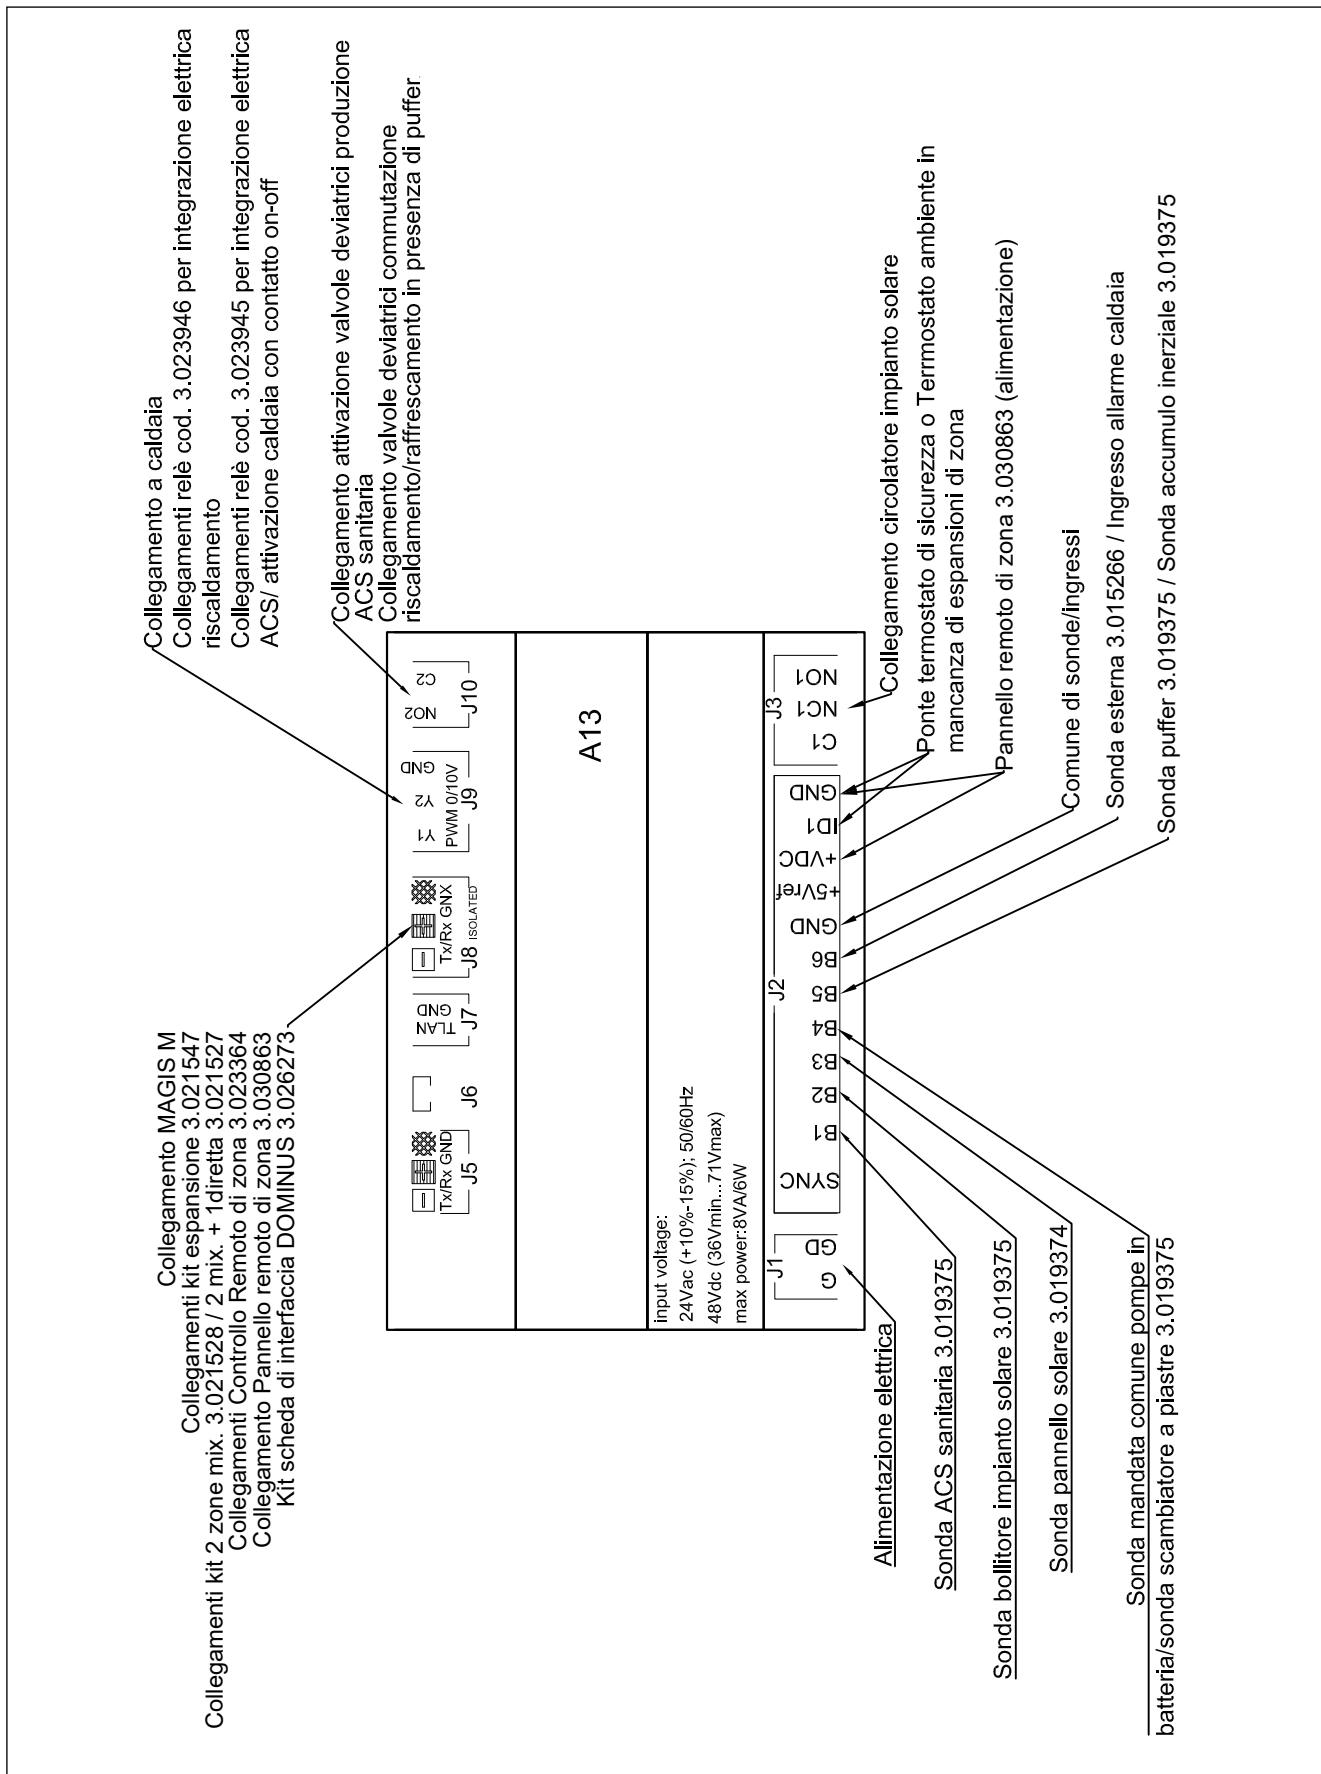 Collegamento MAGIS M
Collegamenti kit espansione 3.021547
Collegamenti kit 2 zone mix. 3.021528 / 2 mix. + 1diretta 3.021527
Collegamenti Controllo Remoto di zona 3.023364
Collegamento Pannello remoto di zona 3.030863
Kit scheda di interfaccia DOMINUS 3.026273
Collegamento a caldaia
Collegamenti relè cod. 3.023946 per integrazione elettrica
riscaldamento
Collegamenti relè cod. 3.023945 per integrazione elettrica
ACS/ attivazione caldaia con contatto on-off
Collegamento attivazione valvole deviatrici produzione
ACS sanitaria
Collegamento valvole deviatrici commutazione
riscaldamento/raffrescamento in presenza di puffer
Tx/Rx GND
J5
J6
TLAN
GND
J7
Tx/Rx GNX
J8 ISOLATED
Y1 Y2 GND
PWM 0/10V
J9
NO2 C2
J10
A13
input voltage:
24Vac (+10%-15%); 50/60Hz
48Vdc (36Vmin...71Vmax)
max power:8VA/6W
J1
G GD
J2
SYNC B1 B2 B3 B4 B5 B6 GND +5Vref +VDC ID1 GND
J3
C1 NC1 NO1
Alimentazione elettrica
Sonda ACS sanitaria 3.019375
Sonda bollitore impianto solare 3.019375
Sonda pannello solare 3.019374
Sonda mandata comune pompe in
batteria/sonda scambiatore a piastre 3.019375
Collegamento circolatore impianto solare
Ponte termostato di sicurezza o Terrmostato ambiente in
mancanza di espansioni di zona
Pannello remoto di zona 3.030863 (alimentazione)
Comune di sonde/ingressi
Sonda esterna 3.015266 / Ingresso allarme caldaia
Sonda puffer 3.019375 / Sonda accumulo inerziale 3.019375